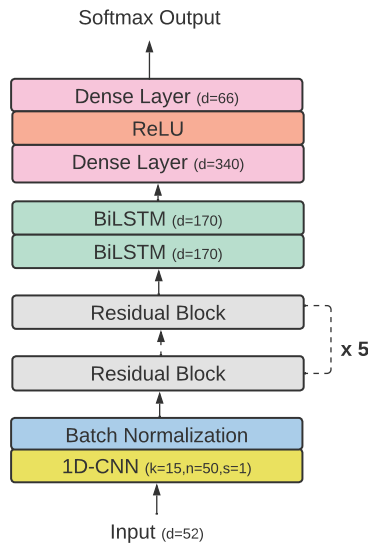 Softmax Output
Dense Layer (d=66)
ReLU
Dense Layer (d=340)
BiLSTM (d=170)
BiLSTM (d=170)
Residual Block
x 5
Residual Block
Batch Normalization
1D-CNN (k=15,n=50,s=1)
Input (d=52)